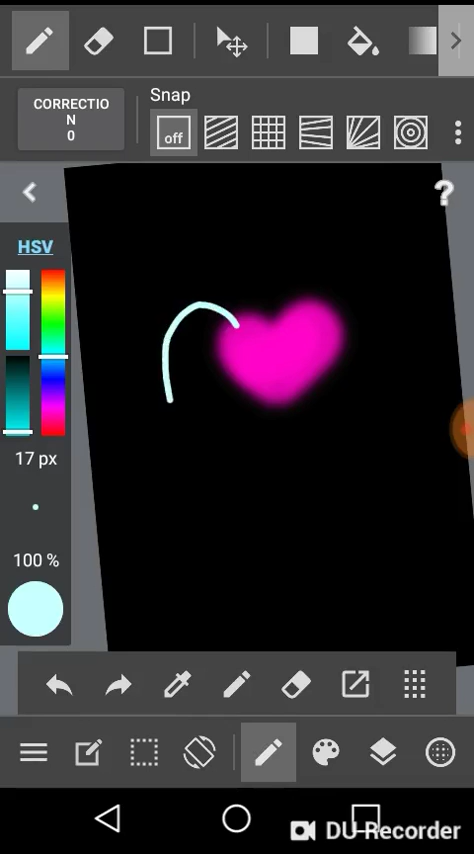 CORRECTIO
N
0
Snap
off
?
HSV
17 px
100 %
DU Recorder